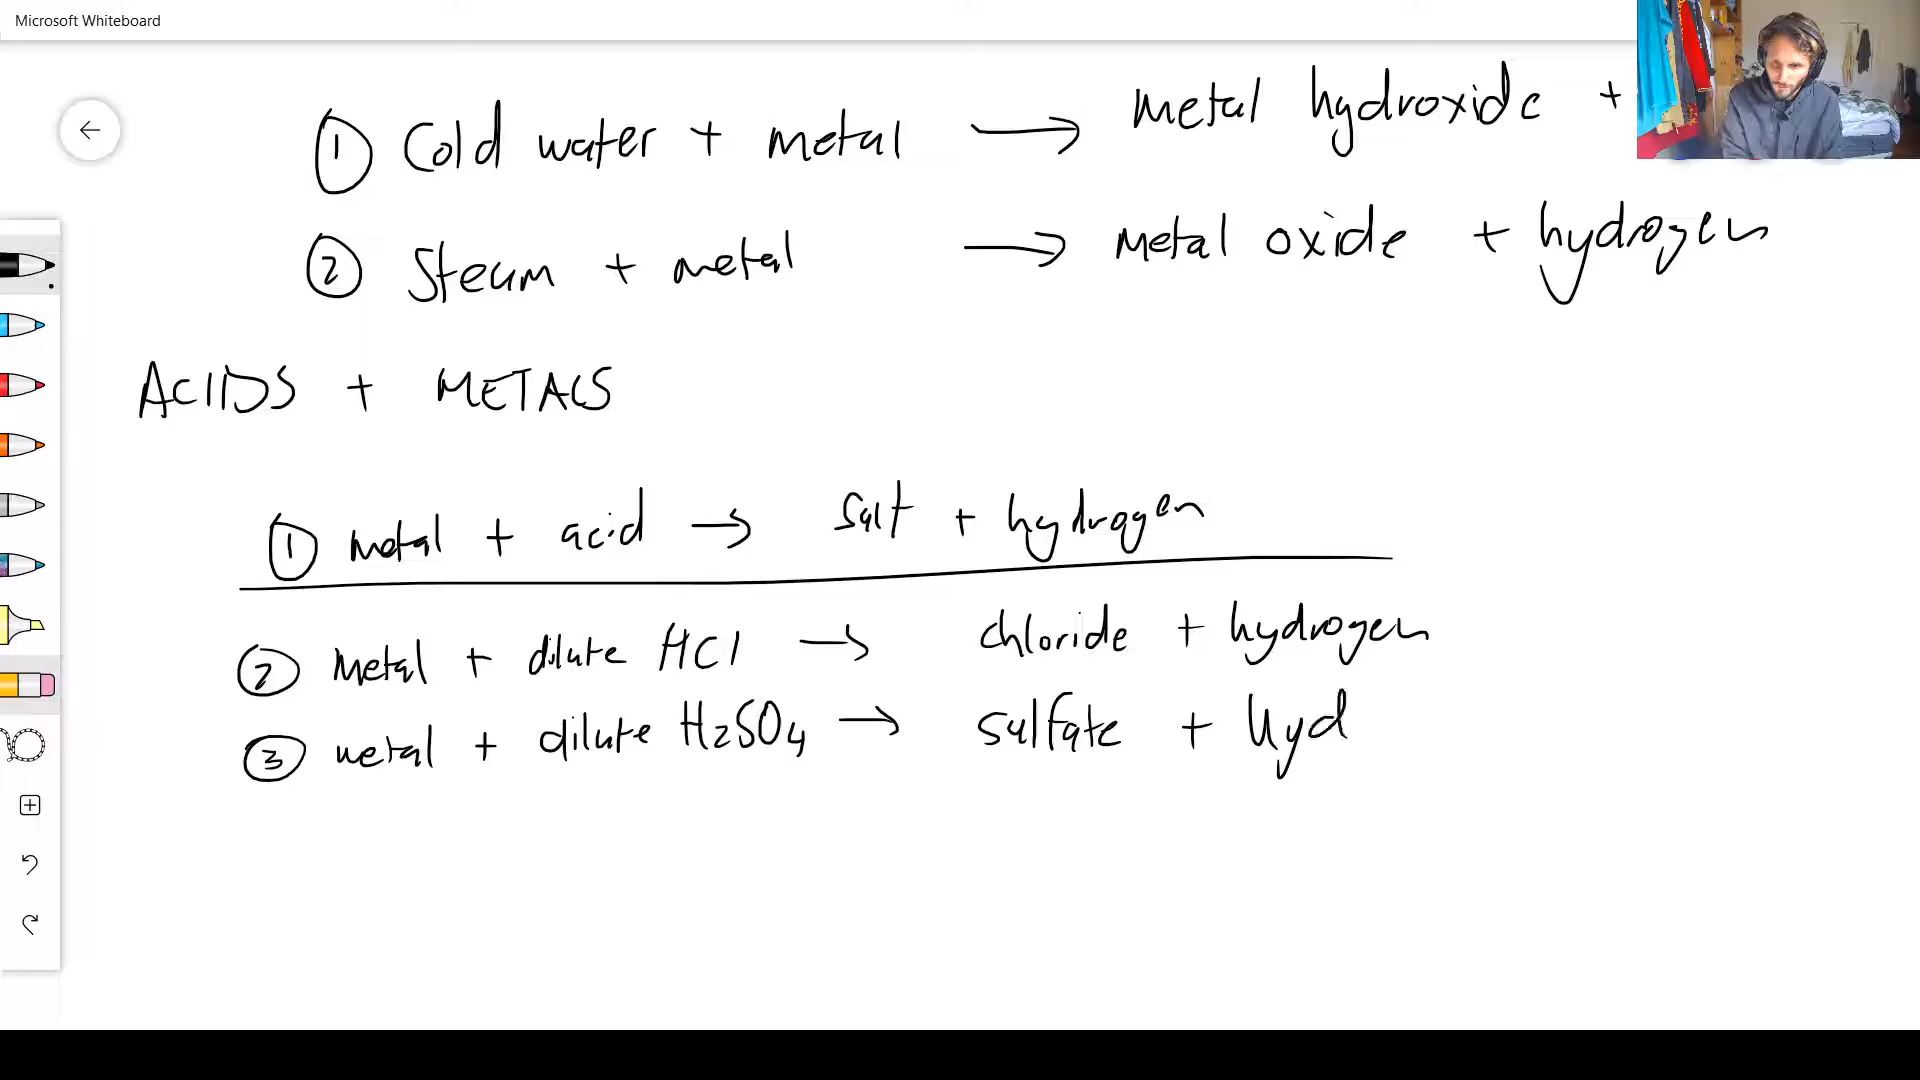 Microsoft Whiteboard
① Cold water + metal → metal hydroxide +
② Steam + metal → metal oxide + hydrogen
ACIDS + METALS
① metal + acid → salt + hydrogen
② Metal + dilute HCl → chloride + hydrogen
③ metal + dilute H₂SO₄ → sulfate + Hyd